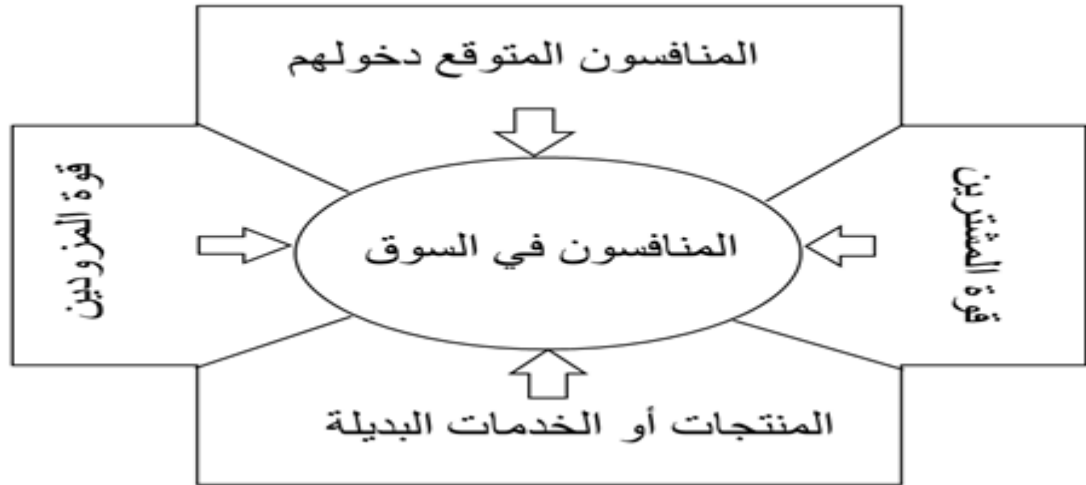 المنافسون المتوقع دخولهم
قوة المشترين
المنافسون في السوق
قوة المزودين
المنتجات أو الخدمات البديلة